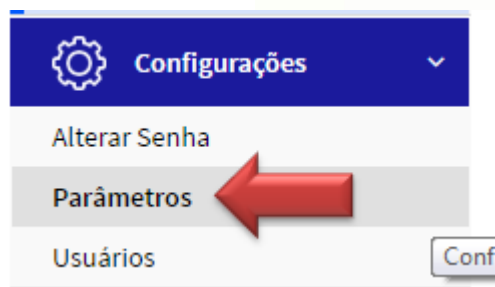 Configurações
Alterar Senha
Parâmetros
Usuários
Conf